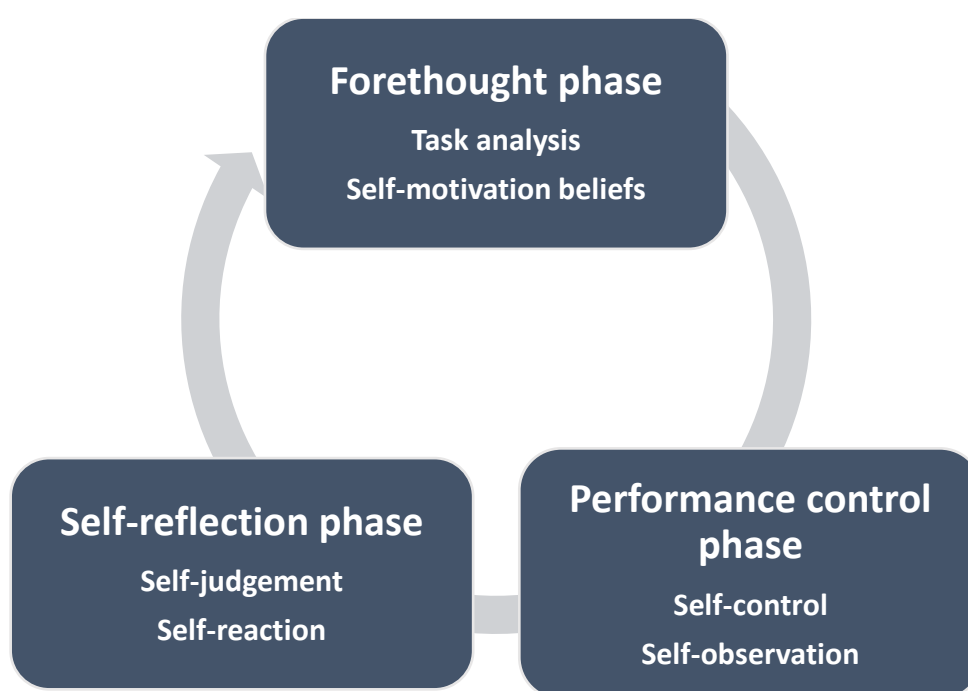 Forethought phase
Task analysis
Self-motivation beliefs
Performance control
phase
Self-control
Self-observation
Self-reflection phase
Self-judgement
Self-reaction